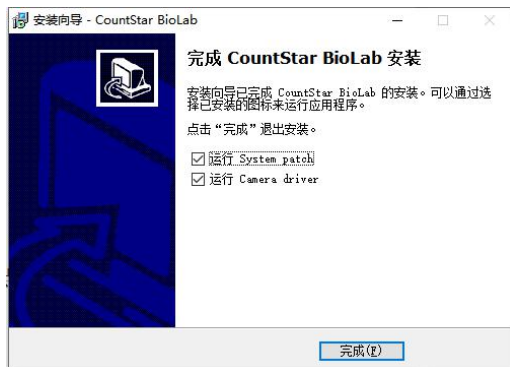 安装向导 - CountStar BioLab
完成 CountStar BioLab 安装
安装向导已完成 CountStar BioLab 的安装。可以通过选
择已安装的图标来运行应用程序。
点击“完成”退出安装。
运行 System patch
运行 Camera driver
完成(F)